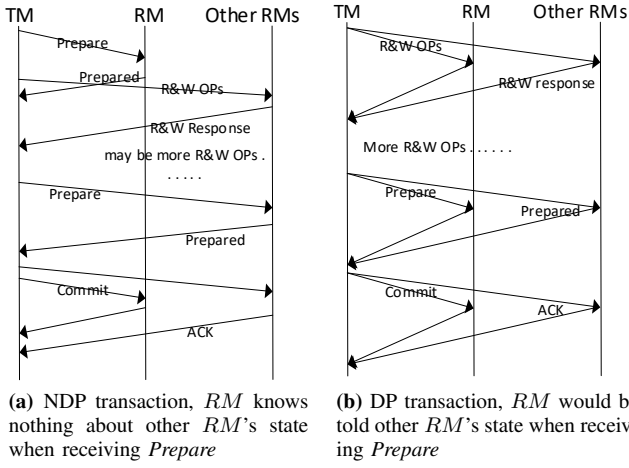 TM RM Other RMs
Prepare
Prepared
R&W OPs
R&W Response
may be more R&W OPs .
. . . . .
Prepare
Prepared
Commit
ACK
(a) NDP transaction, RM knows
nothing about other RM's state
when receiving Prepare
TM RM Other RMs
R&W OPs
R&W response
More R&W OPs . . . . . .
Prepare
Prepared
Commit
ACK
(b) DP transaction, RM would b
told other RM's state when receiv
ing Prepare